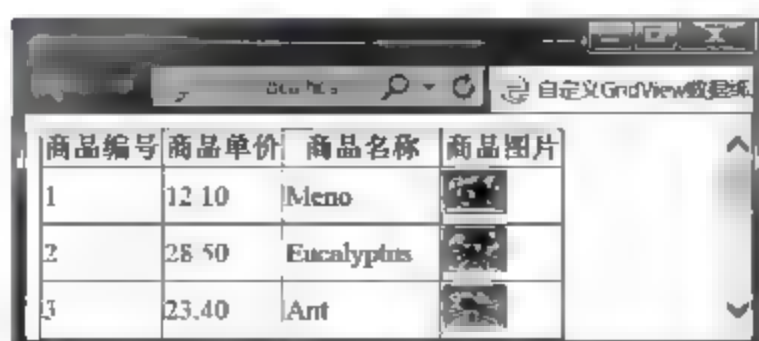 自定义GridView数据
商品编号 商品单价 商品名称 商品图片
1 12.10 Meno
2 28.50 Eucalyptus
3 23.40 Ant